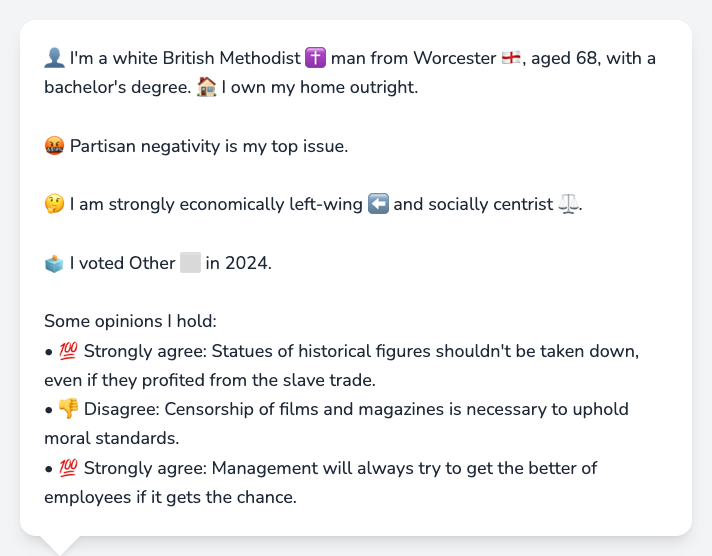 👤 I'm a white British Methodist ✝️ man from Worcester 🏴󠁧󠁢󠁥󠁮󠁧󠁿, aged 68, with a
bachelor's degree. 🏠 I own my home outright.
🤬 Partisan negativity is my top issue.
🤔 I am strongly economically left-wing ⬅️ and socially centrist ⚖️.
🗳️ I voted Other ⬜ in 2024.
Some opinions I hold:
• 💯 Strongly agree: Statues of historical figures shouldn't be taken down,
even if they profited from the slave trade.
• 👎 Disagree: Censorship of films and magazines is necessary to uphold
moral standards.
• 💯 Strongly agree: Management will always try to get the better of
employees if it gets the chance.